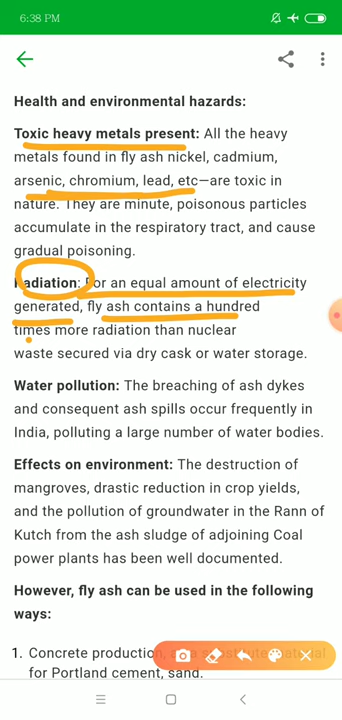 6:38 PM
Health and environmental hazards:
Toxic heavy metals present: All the heavy
metals found in fly ash nickel, cadmium,
arsenic, chromium, lead, etc—are toxic in
nature. They are minute, poisonous particles
accumulate in the respiratory tract, and cause
gradual poisoning.
Radiation: For an equal amount of electricity
generated, fly ash contains a hundred
times more radiation than nuclear
waste secured via dry cask or water storage.
Water pollution: The breaching of ash dykes
and consequent ash spills occur frequently in
India, polluting a large number of water bodies.
Effects on environment: The destruction of
mangroves, drastic reduction in crop yields,
and the pollution of groundwater in the Rann of
Kutch from the ash sludge of adjoining Coal
power plants has been well documented.
However, fly ash can be used in the following
ways:
1. Concrete production, as a substitute material
for Portland cement, sand.